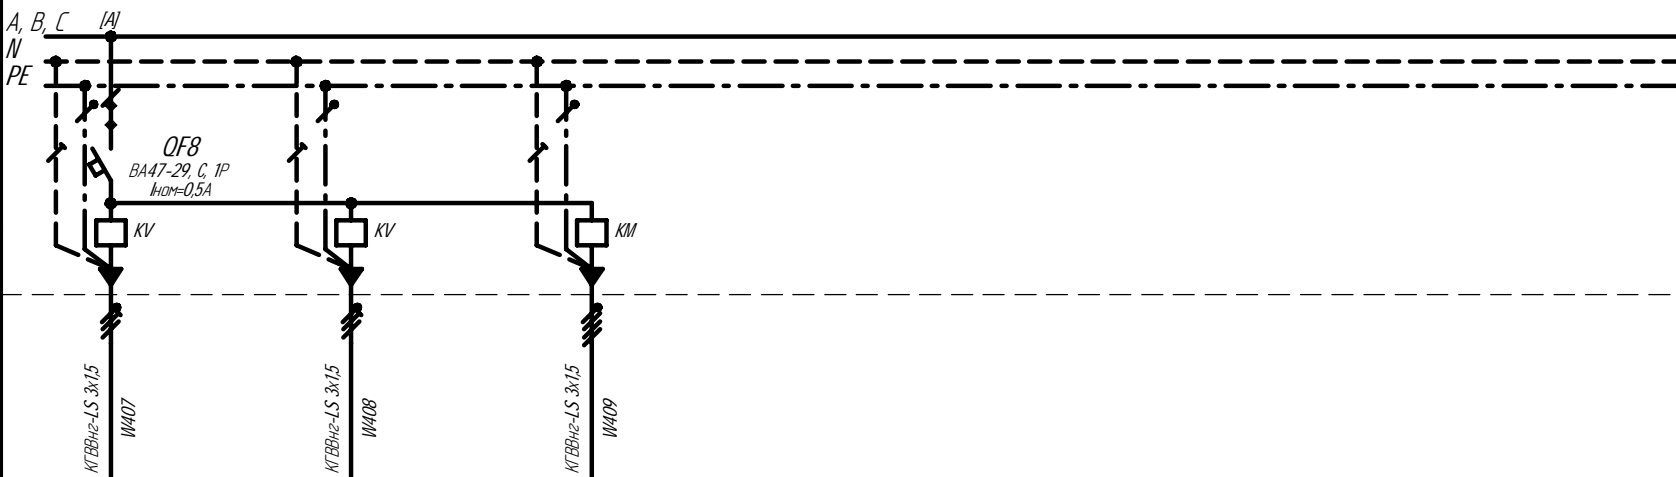 A, B, C
[A]
N
PE
QF8
ВА47-29, С, 1Р
Iном=0,5А
KV
KV
KM
КГВВнг-LS 3х1,5
W407
КГВВнг-LS 3х1,5
W408
КГВВнг-LS 3х1,5
W409